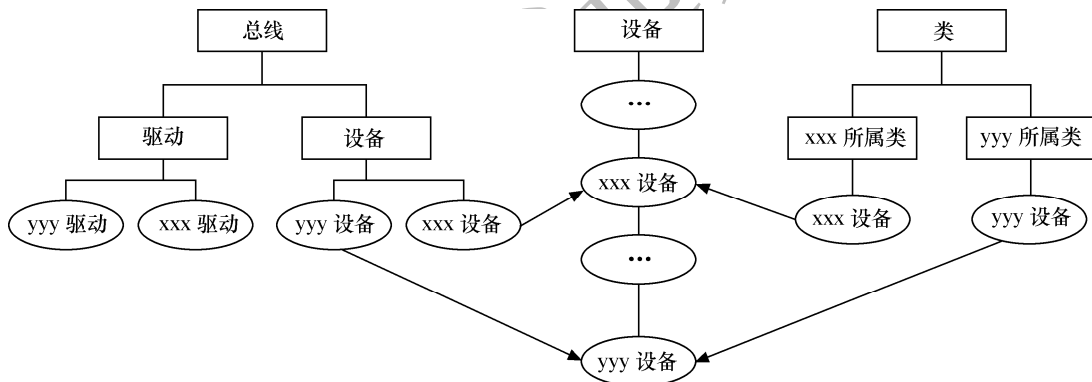 总线
设备
类
驱动
设备
xxx 所属类
yyy 所属类
...
xxx 设备
yyy 驱动
xxx 驱动
yyy 设备
xxx 设备
xxx 设备
yyy 设备
...
yyy 设备